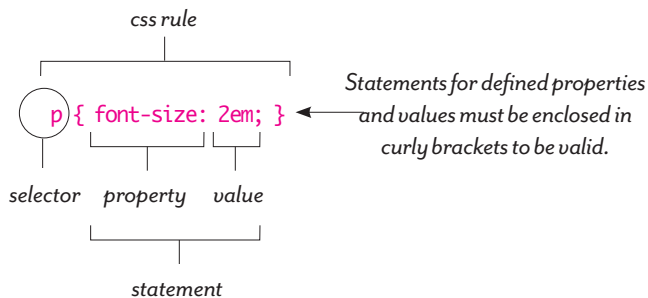 css rule
p { font-size: 2em; }
Statements for defined properties
and values must be enclosed in
curly brackets to be valid.
selector property value
statement